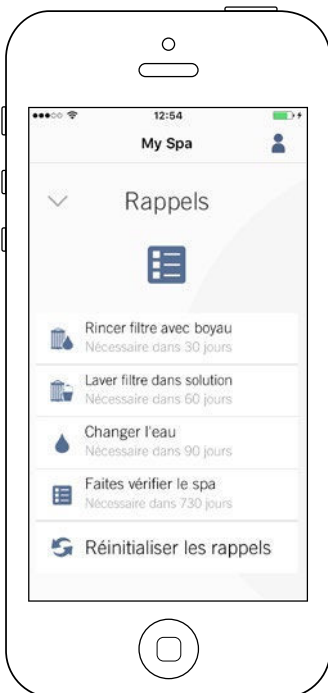 12:54
My Spa
Rappels
Rincer filtre avec boyau
Nécessaire dans 30 jours
Laver filtre dans solution
Nécessaire dans 60 jours
Changer l'eau
Nécessaire dans 90 jours
Faites vérifier le spa
Nécessaire dans 730 jours
Réinitialiser les rappels